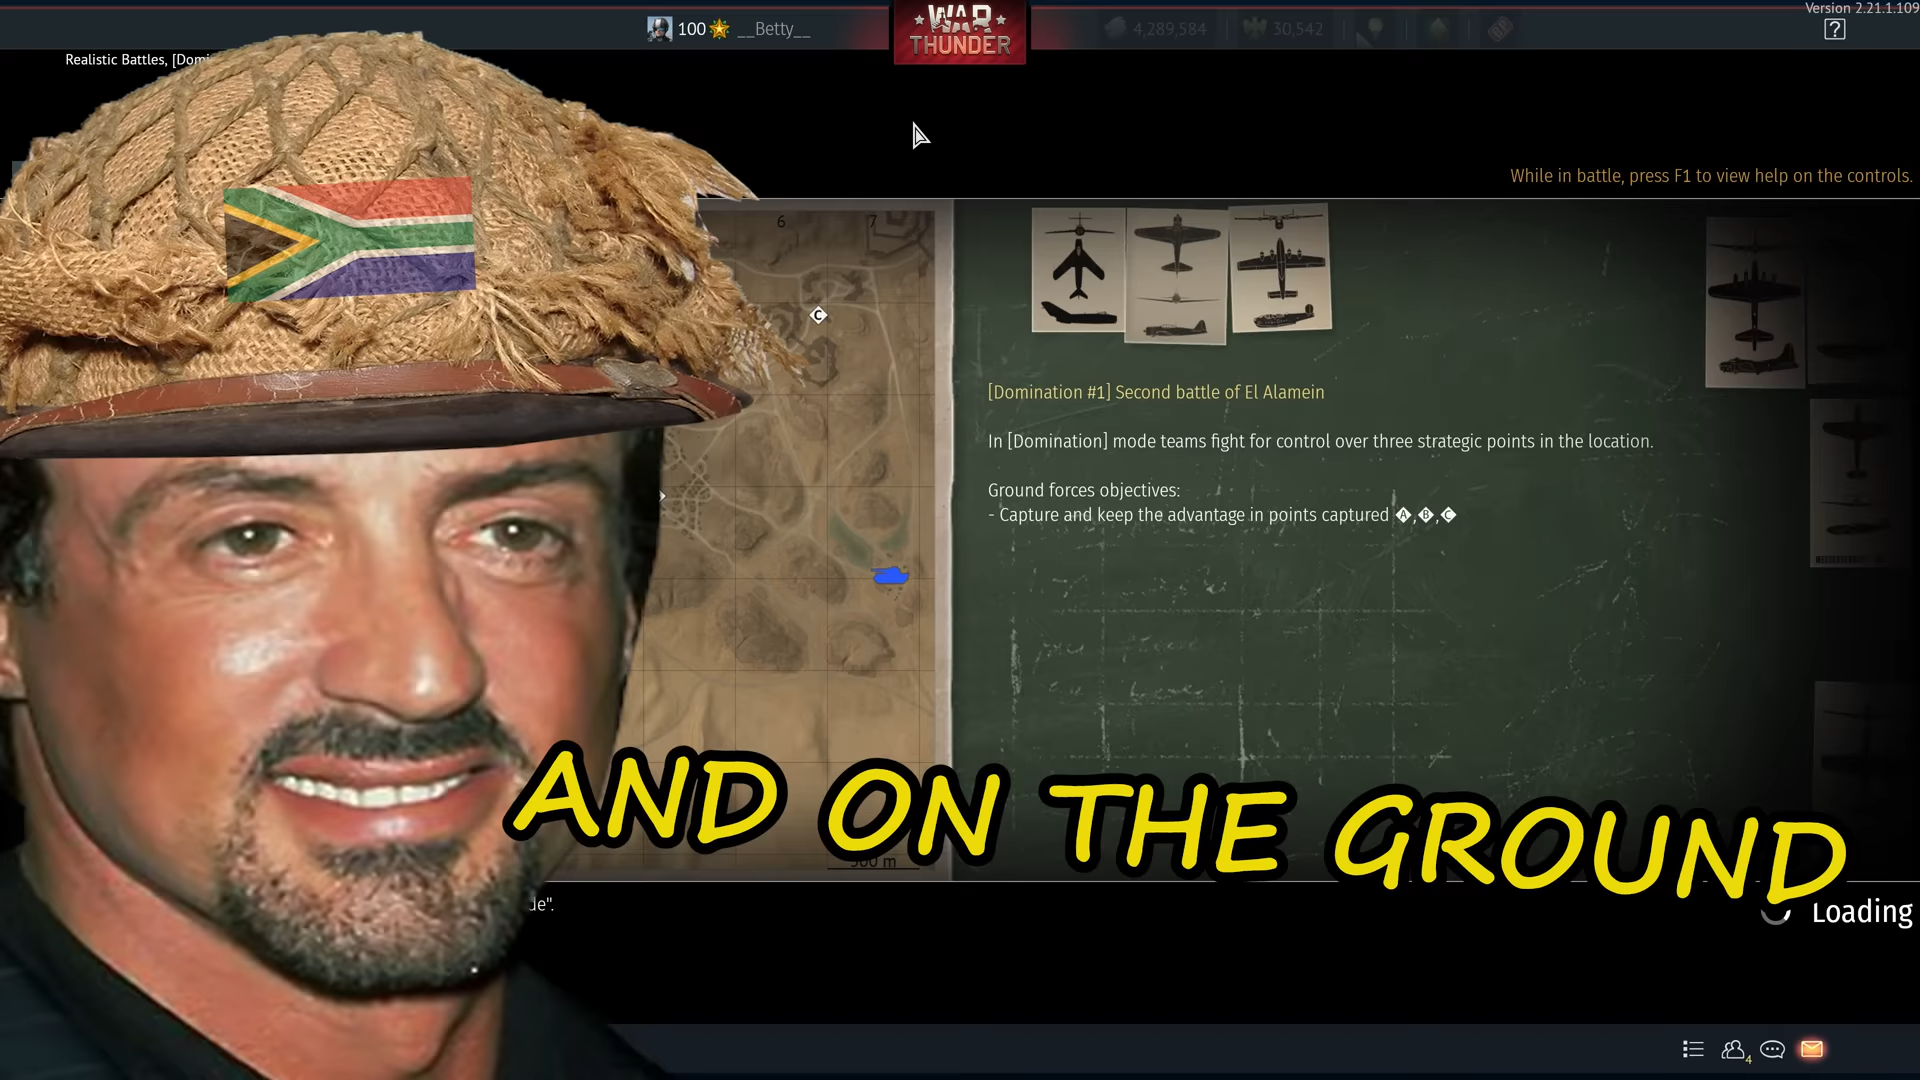 Version 2.21.1.109
100 __Betty__
WAR
THUNDER
4,289,584
30,542
?
Realistic Battles, [Dom
While in battle, press F1 to view help on the controls.
6 7
C
[Domination #1] Second battle of El Alamein
In [Domination] mode teams fight for control over three strategic points in the location.
Ground forces objectives:
- Capture and keep the advantage in points captured A,B,C
AND ON THE GROUND
500 m
de".
Loading
4